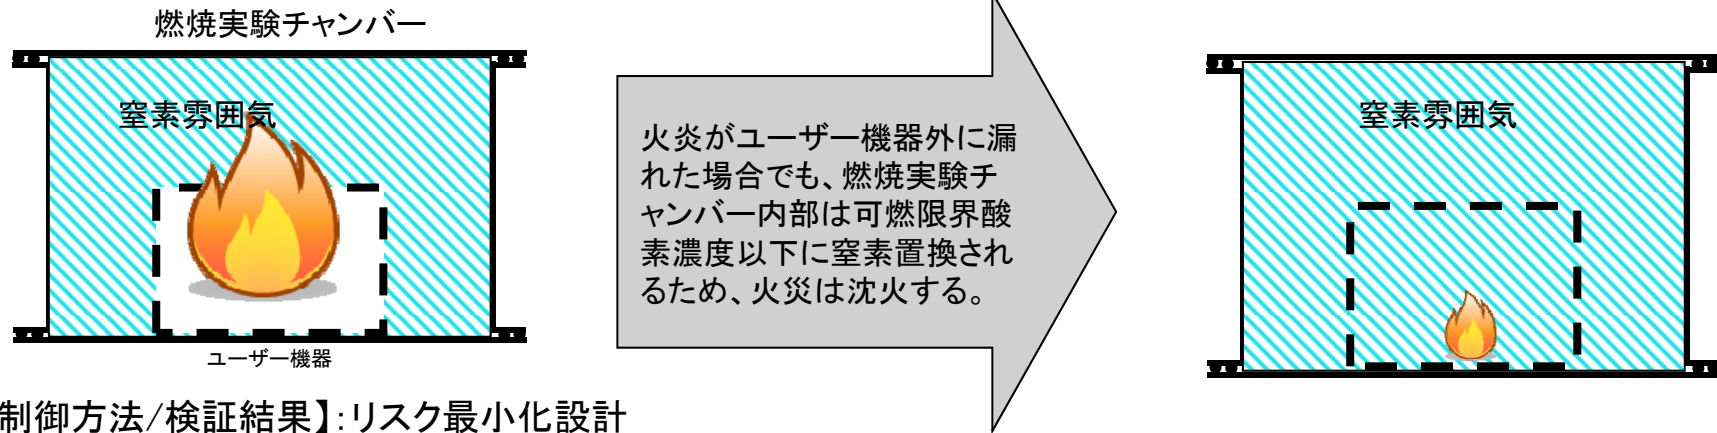 燃焼実験チャンバー
窒素雰囲気
ユーザー機器
火炎がユーザー機器外に漏
れた場合でも、燃焼実験チ
ャンバー内部は可燃限界酸
素濃度以下に窒素置換され
るため、火災は沈火する。
窒素雰囲気
制御方法/検証結果】:リスク最小化設計